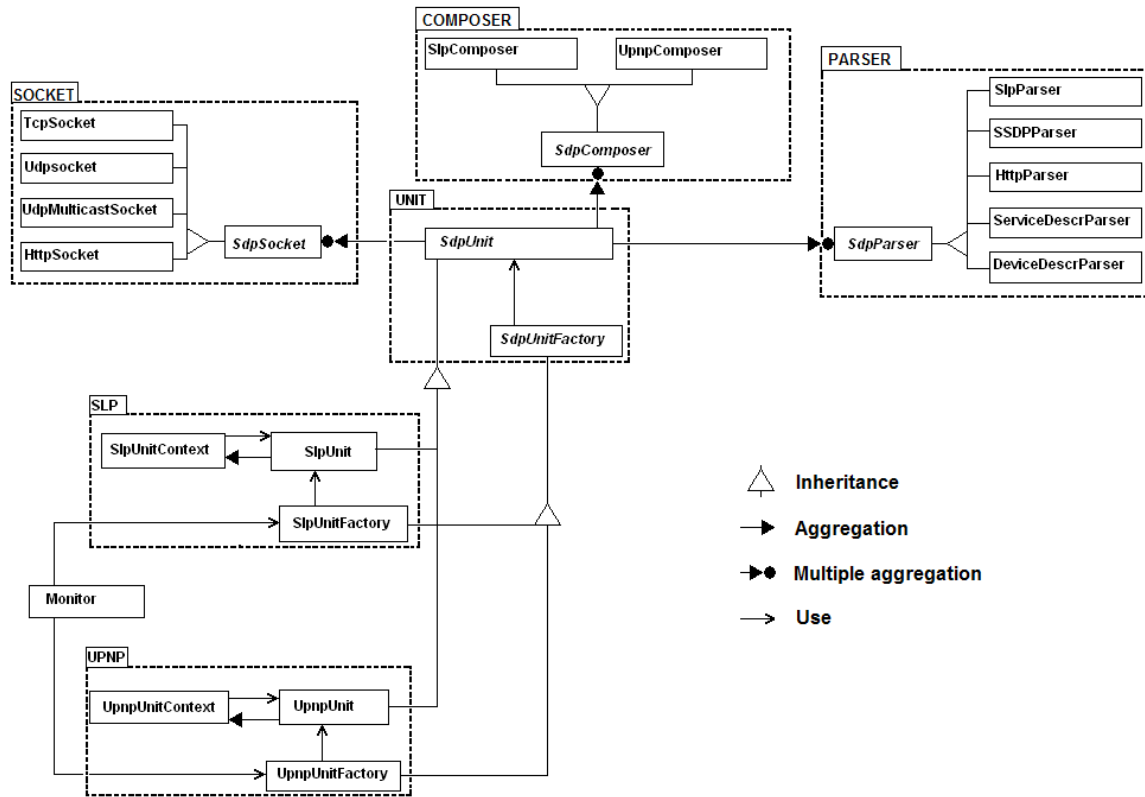 COMPOSER
SlpComposer
UpnpComposer
SdpComposer
PARSER
SlpParser
SSDPParser
HttpParser
ServiceDescrParser
DeviceDescrParser
SdpParser
SOCKET
TcpSocket
Udpsocket
UdpMulticastSocket
HttpSocket
SdpSocket
UNIT
SdpUnit
SdpUnitFactory
SLP
SlpUnitContext
SlpUnit
SlpUnitFactory
Monitor
UPNP
UpnpUnitContext
UpnpUnit
UpnpUnitFactory
Inheritance
Aggregation
Multiple aggregation
Use